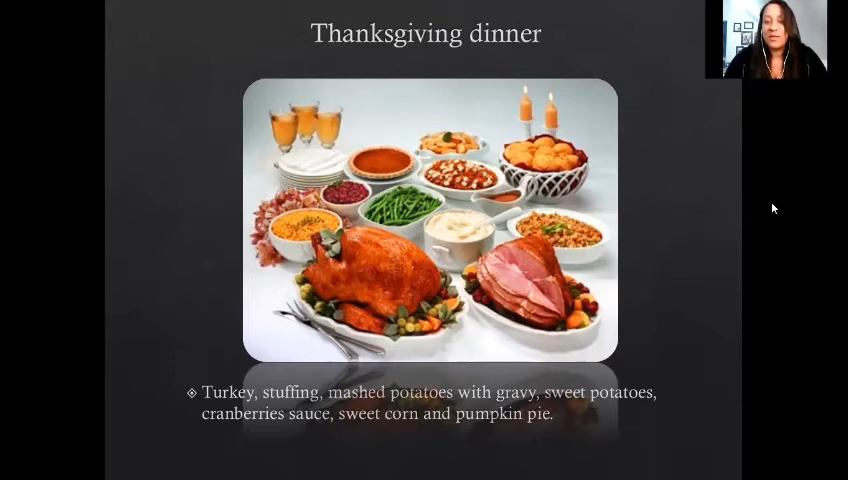 Thanksgiving dinner
Turkey, stuffing, mashed potatoes with gravy, sweet potatoes,
cranberries sauce, sweet corn and pumpkin pie.